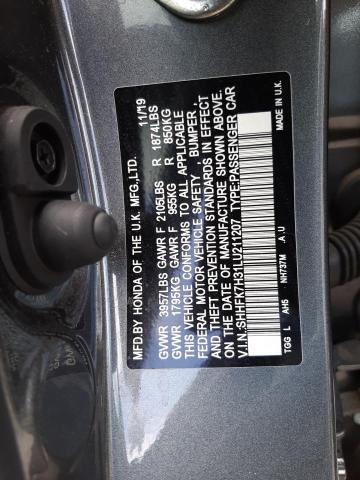 MFD.BY HONDA OF THE U.K. MFG.,LTD. 11/19
GVWR 3957LBS GAWR F 2105LBS R 1874LBS
GVWR 1795KG GAWR F 955KG R 850KG
THIS VEHICLE CONFORMS TO ALL APPLICABLE
FEDERAL MOTOR VEHICLE SAFETY BUMPER,
AND THEFT PREVENTION STANDARDS IN EFFECT
ON THE DATE OF MANUFACTURE SHOWN ABOVE.
V.I.N:SHHFK7H31LU211207 TYPE:PASSENGER CAR
TGG L AH5 NH737M A,U MADE IN U.K.